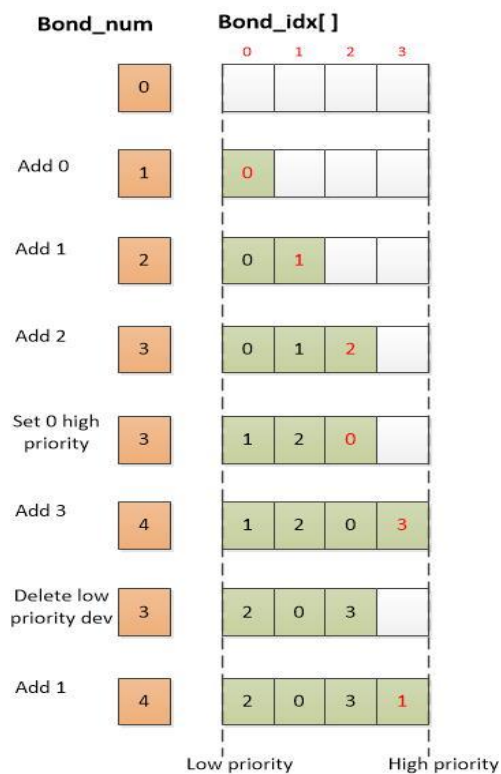 Bond_num Bond_idx[ ]
0 1 2 3
0
Add 0 1 0
Add 1 2 0 1
Add 2 3 0 1 2
Set 0 high
priority 3 1 2 0
Add 3 4 1 2 0 3
Delete low
priority dev 3 2 0 3
Add 1 4 2 0 3 1
Low priority High priority